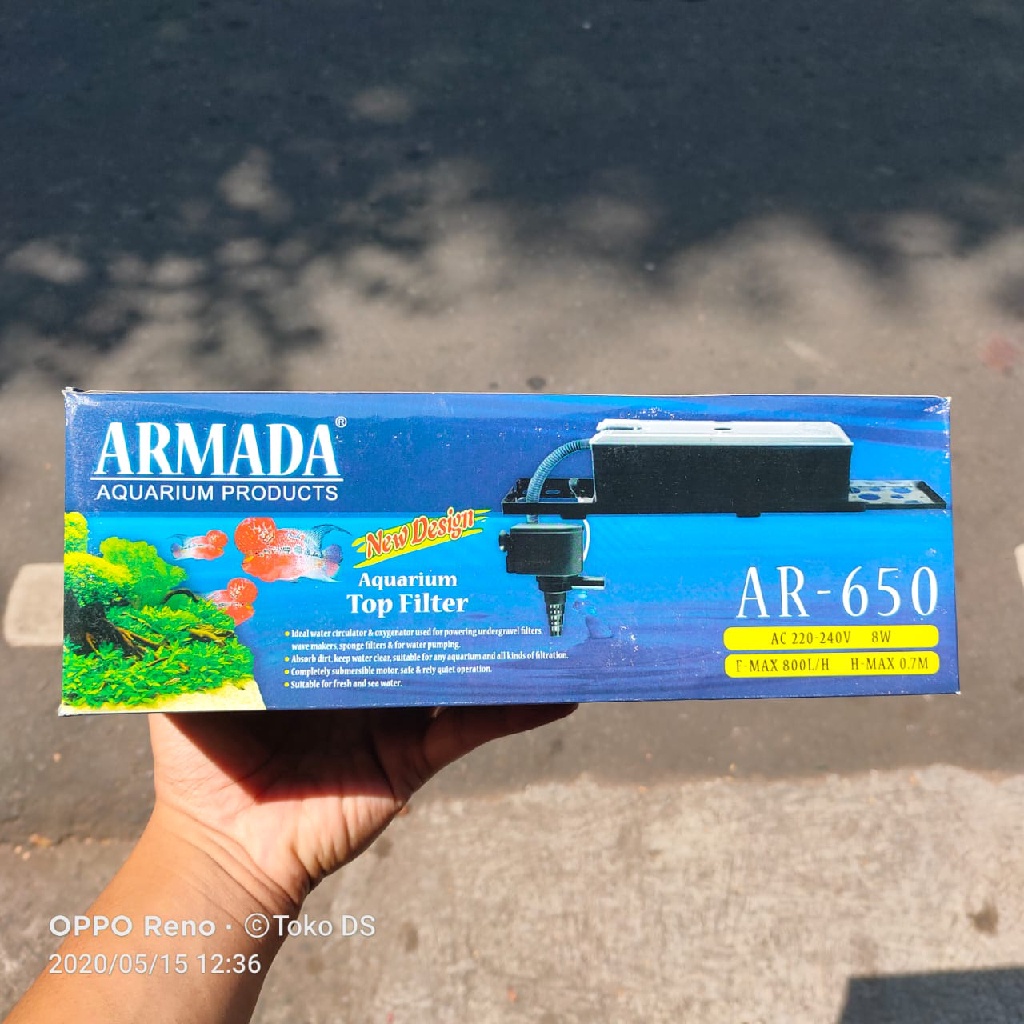 ARMADA®
AQUARIUM PRODUCTS
New Design
Aquarium
Top Filter
Ideal water circulator & oxygenator used for powering undergravel filters
wave makers, sponge filters & for water pumping.
Absorb dirt, keep water clear, suitable for any aquarium and all kinds of filtration.
Completely submersible motor, safe & rely quiet operation.
Suitable for fresh and sea water.
AR-650
AC 220-240V 8W
F-MAX 800L/H H-MAX 0.7M
OPPO Reno · ©Toko DS
2020/05/15 12:36